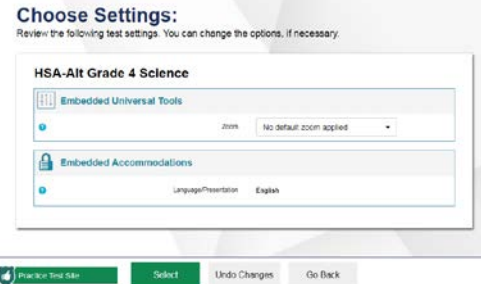 Choose Settings:
Review the following test settings. You can change the options, if necessary.
HSA-Alt Grade 4 Science
Embedded Universal Tools
Zoom No default zoom applied
Embedded Accommodations
Language/Presentation English
Practice Test Site Select Undo Changes Go Back